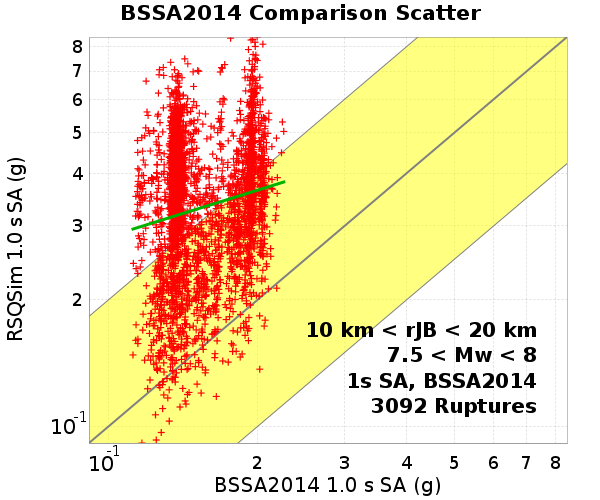 BSSA2014 Comparison Scatter
RSQSim 1.0 s SA (g)
8
7
6
5
4
3
2
10⁻¹
10 km < rJB < 20 km
7.5 < Mw < 8
1s SA, BSSA2014
3092 Ruptures
10⁻¹ 2 3 4 5 6 7 8
BSSA2014 1.0 s SA (g)